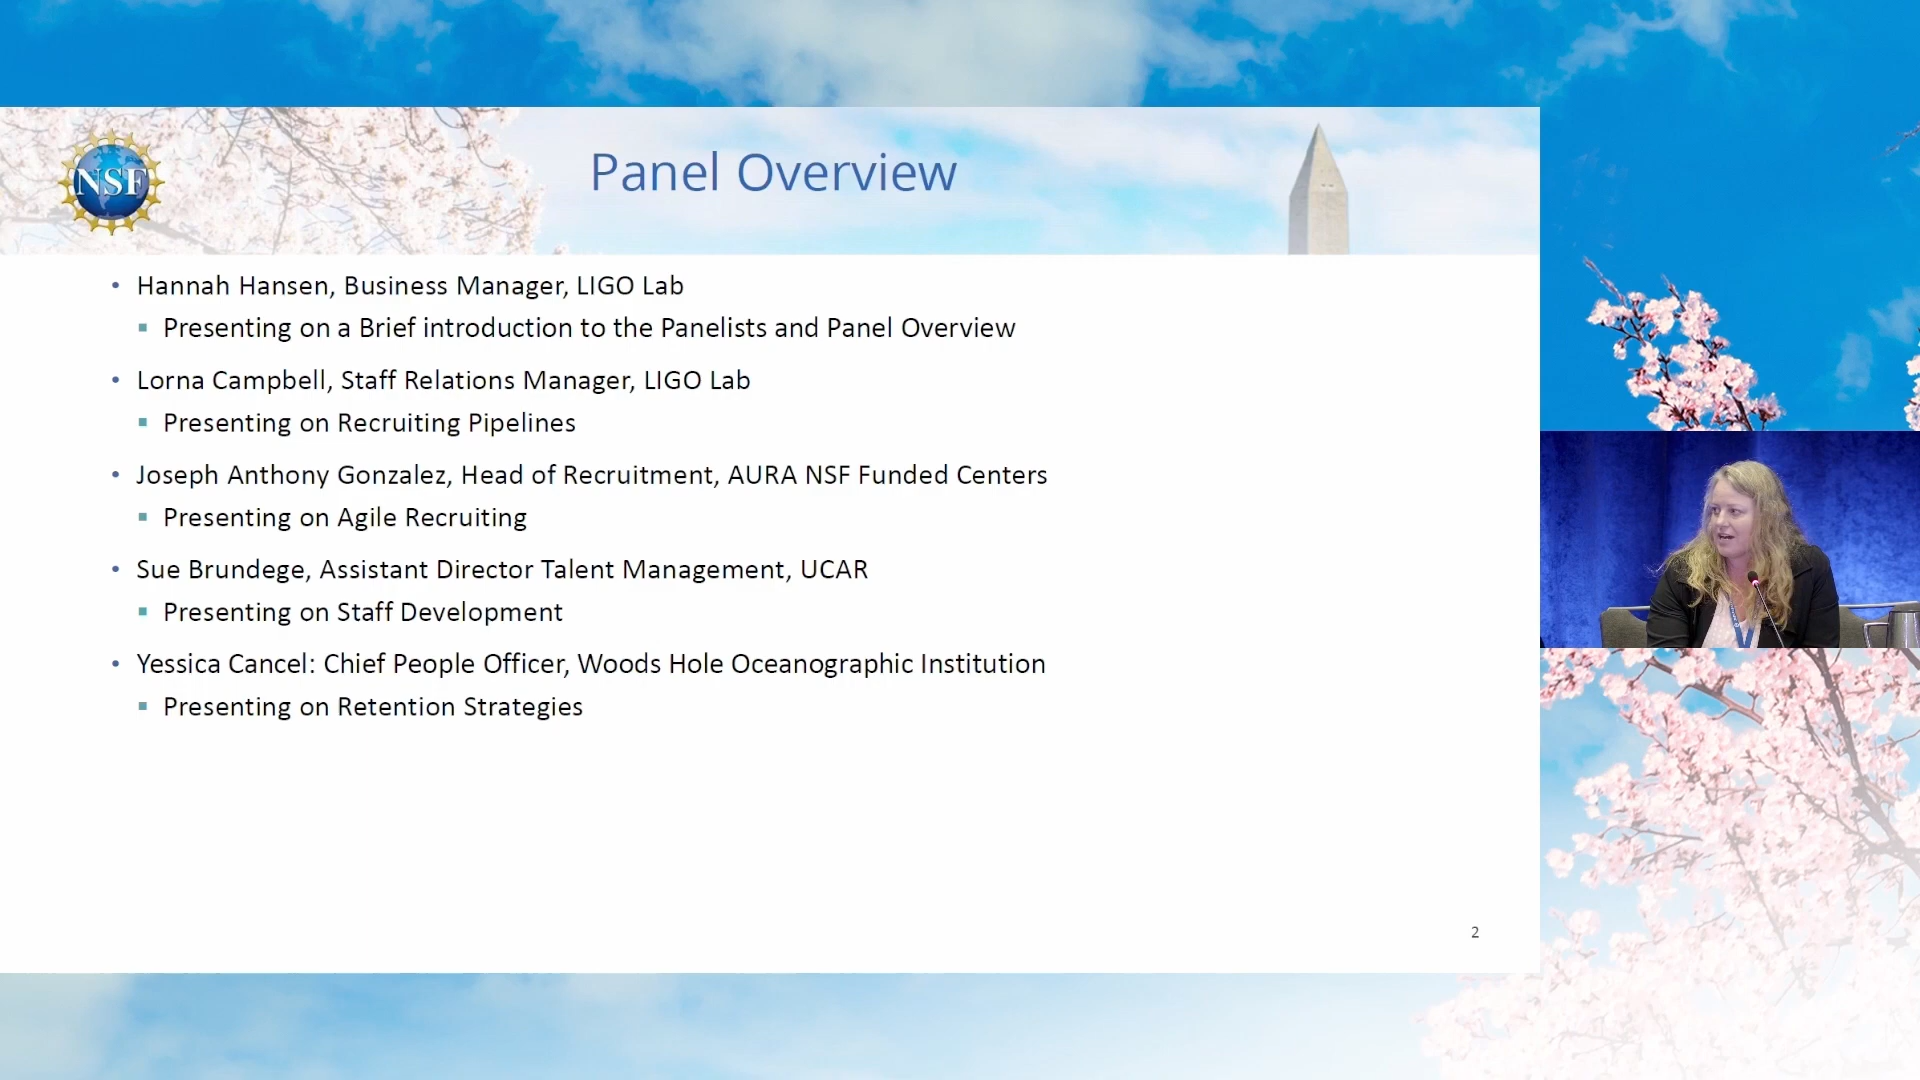 NSF
Panel Overview
• Hannah Hansen, Business Manager, LIGO Lab
▪ Presenting on a Brief introduction to the Panelists and Panel Overview
• Lorna Campbell, Staff Relations Manager, LIGO Lab
▪ Presenting on Recruiting Pipelines
• Joseph Anthony Gonzalez, Head of Recruitment, AURA NSF Funded Centers
▪ Presenting on Agile Recruiting
• Sue Brundege, Assistant Director Talent Management, UCAR
▪ Presenting on Staff Development
• Yessica Cancel: Chief People Officer, Woods Hole Oceanographic Institution
▪ Presenting on Retention Strategies
2